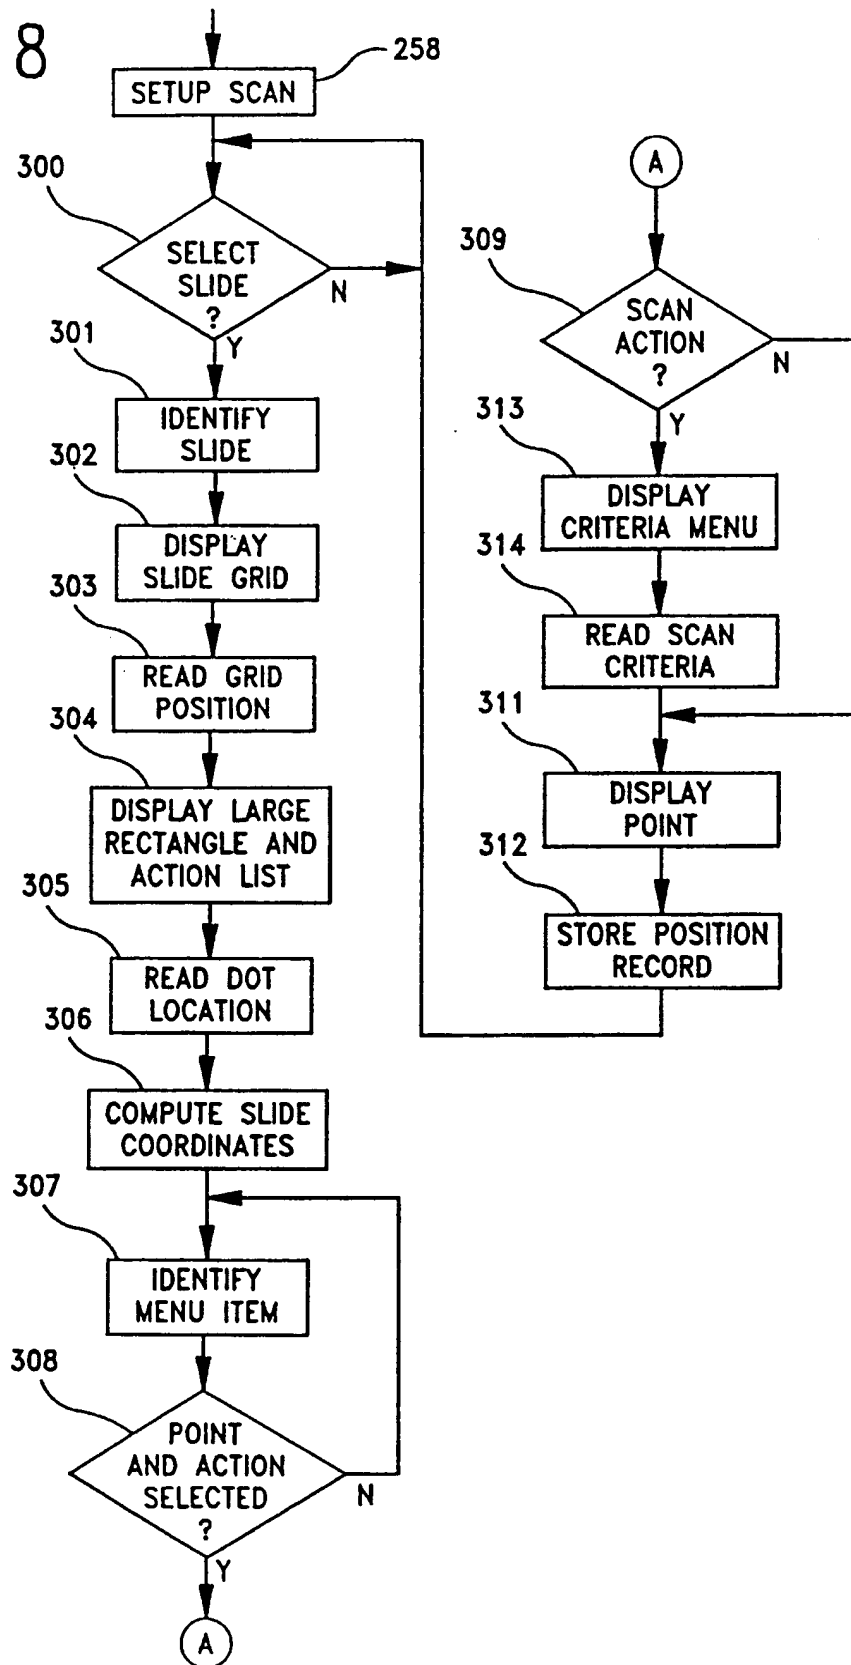 8
258
SETUP SCAN
300
SELECT
SLIDE
?
N
Y
301
IDENTIFY
SLIDE
302
DISPLAY
SLIDE GRID
303
READ GRID
POSITION
304
DISPLAY LARGE
RECTANGLE AND
ACTION LIST
305
READ DOT
LOCATION
306
COMPUTE SLIDE
COORDINATES
307
IDENTIFY
MENU ITEM
308
POINT
AND ACTION
SELECTED
?
N
Y
A
A
309
SCAN
ACTION
?
N
Y
313
DISPLAY
CRITERIA MENU
314
READ SCAN
CRITERIA
311
DISPLAY
POINT
312
STORE POSITION
RECORD